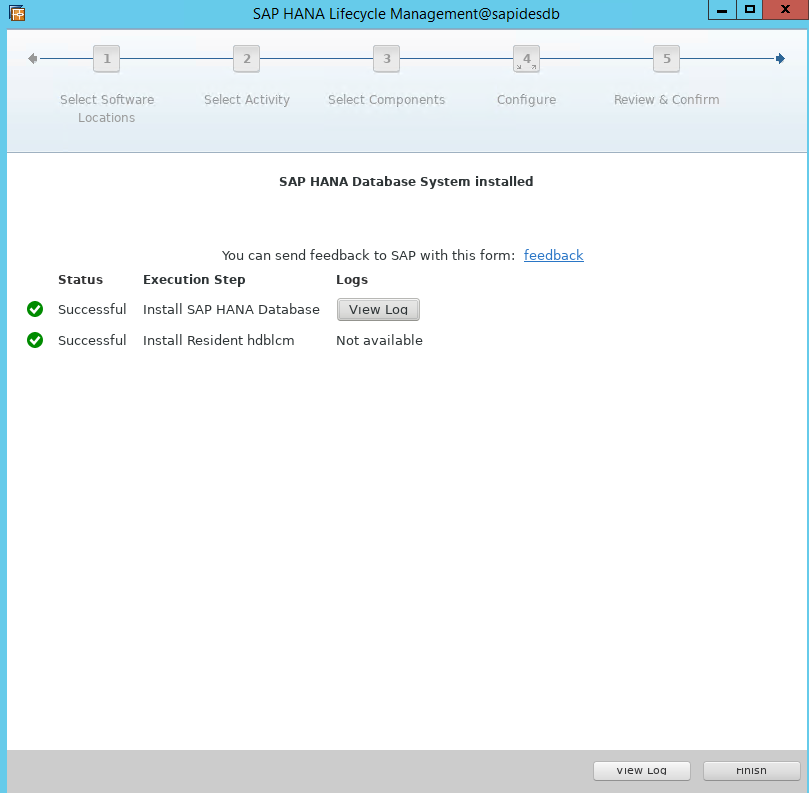 SAP HANA Lifecycle Management@sapidesdb
1 2 3 4 5
Select Software Locations
Select Activity
Select Components
Configure
Review & Confirm
SAP HANA Database System installed
You can send feedback to SAP with this form: feedback
Status Execution Step Logs
Successful Install SAP HANA Database View Log
Successful Install Resident hdblcm Not available
View Log Finish